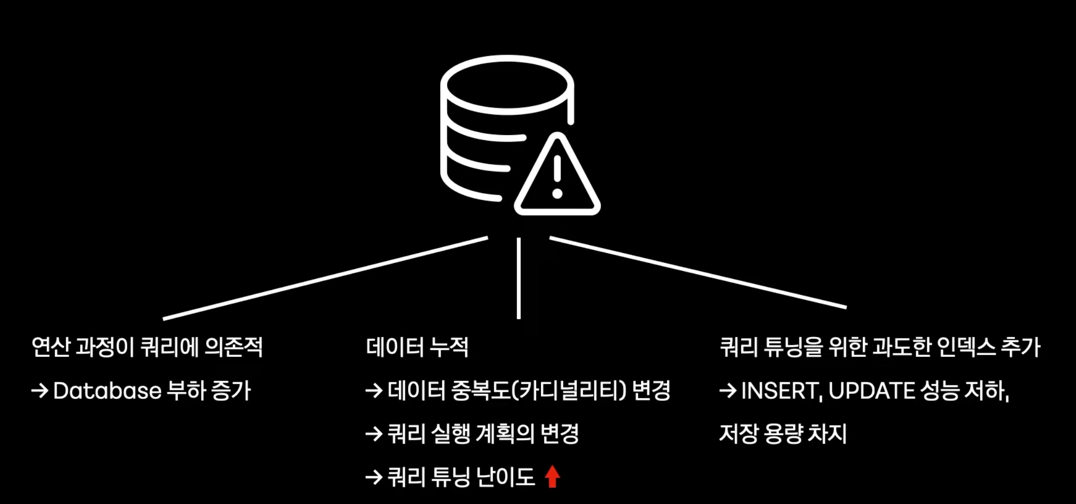 연산 과정이 쿼리에 의존적
→ Database 부하 증가
데이터 누적
→ 데이터 중복도(카디널리티) 변경
→ 쿼리 실행 계획의 변경
→ 쿼리 튜닝 난이도 ⬆
쿼리 튜닝을 위한 과도한 인덱스 추가
→ INSERT, UPDATE 성능 저하,
저장 용량 차지